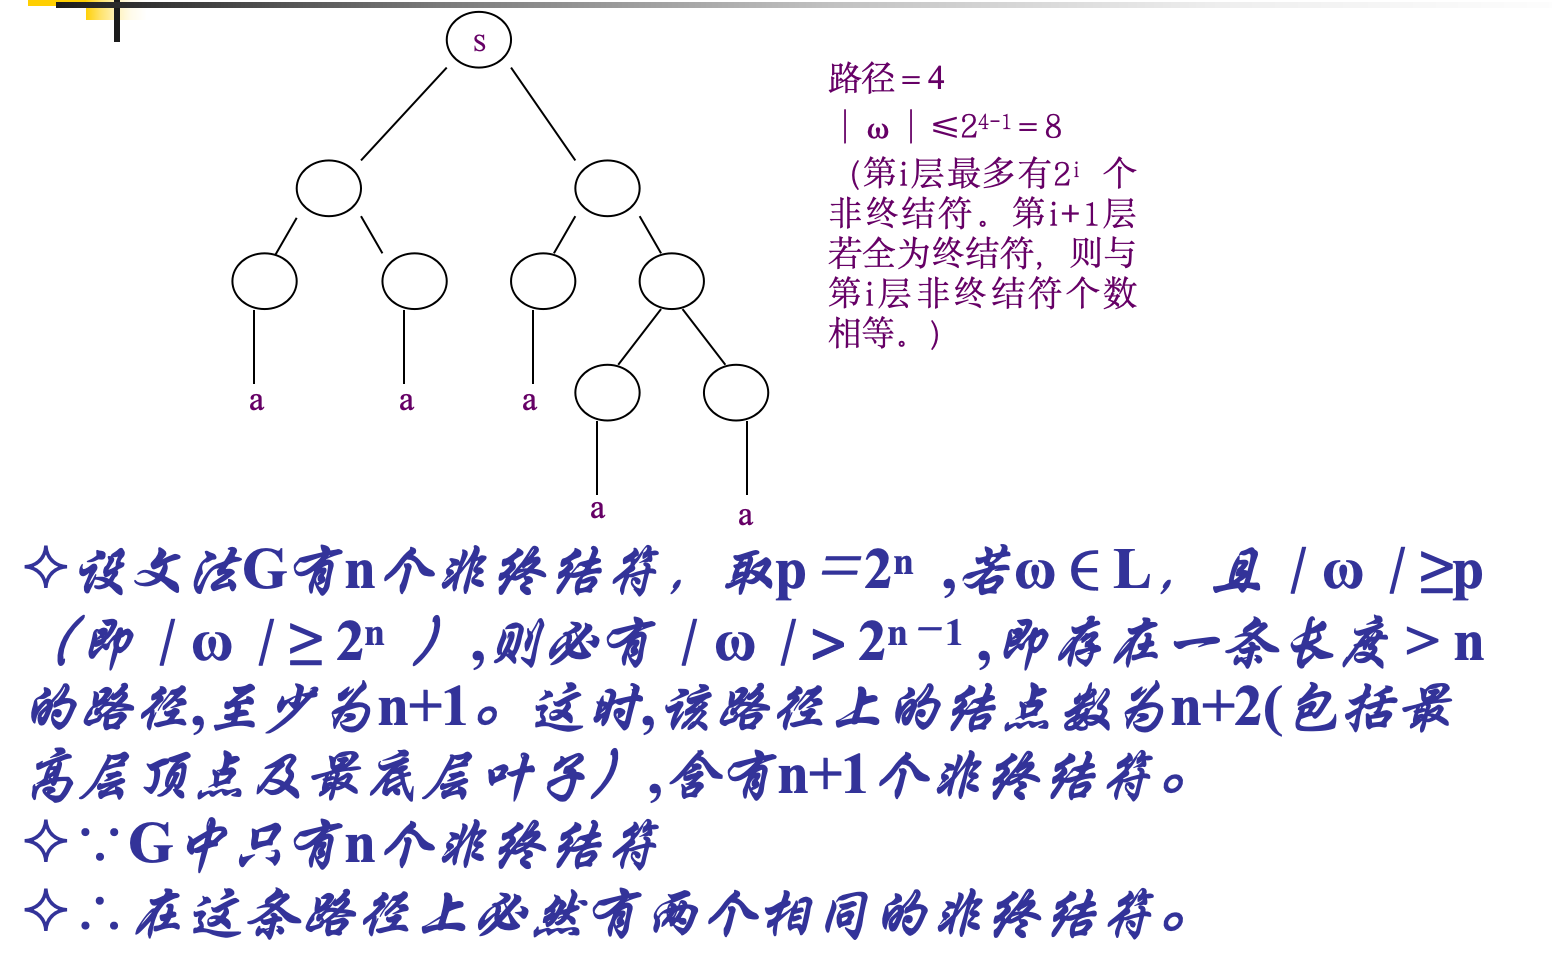 s
路径＝4
｜ω｜≤2⁴⁻¹＝8
（第i层最多有2ⁱ 个
非终结符。第i+1层
若全为终结符，则与
第i层非终结符个数
相等。）
a
a
a
a
a
✧设文法G有n个非终结符，取p＝2ⁿ ,若ω∈L，且｜ω｜≥p
（即｜ω｜≥2ⁿ ）,则必有｜ω｜>2ⁿ⁻¹,即存在一条长度>n
的路径,至少为n+1。这时,该路径上的结点数为n+2(包括最
高层顶点及最底层叶子）,含有n+1个非终结符。
✧∵G中只有n个非终结符
✧∴在这条路径上必然有两个相同的非终结符。